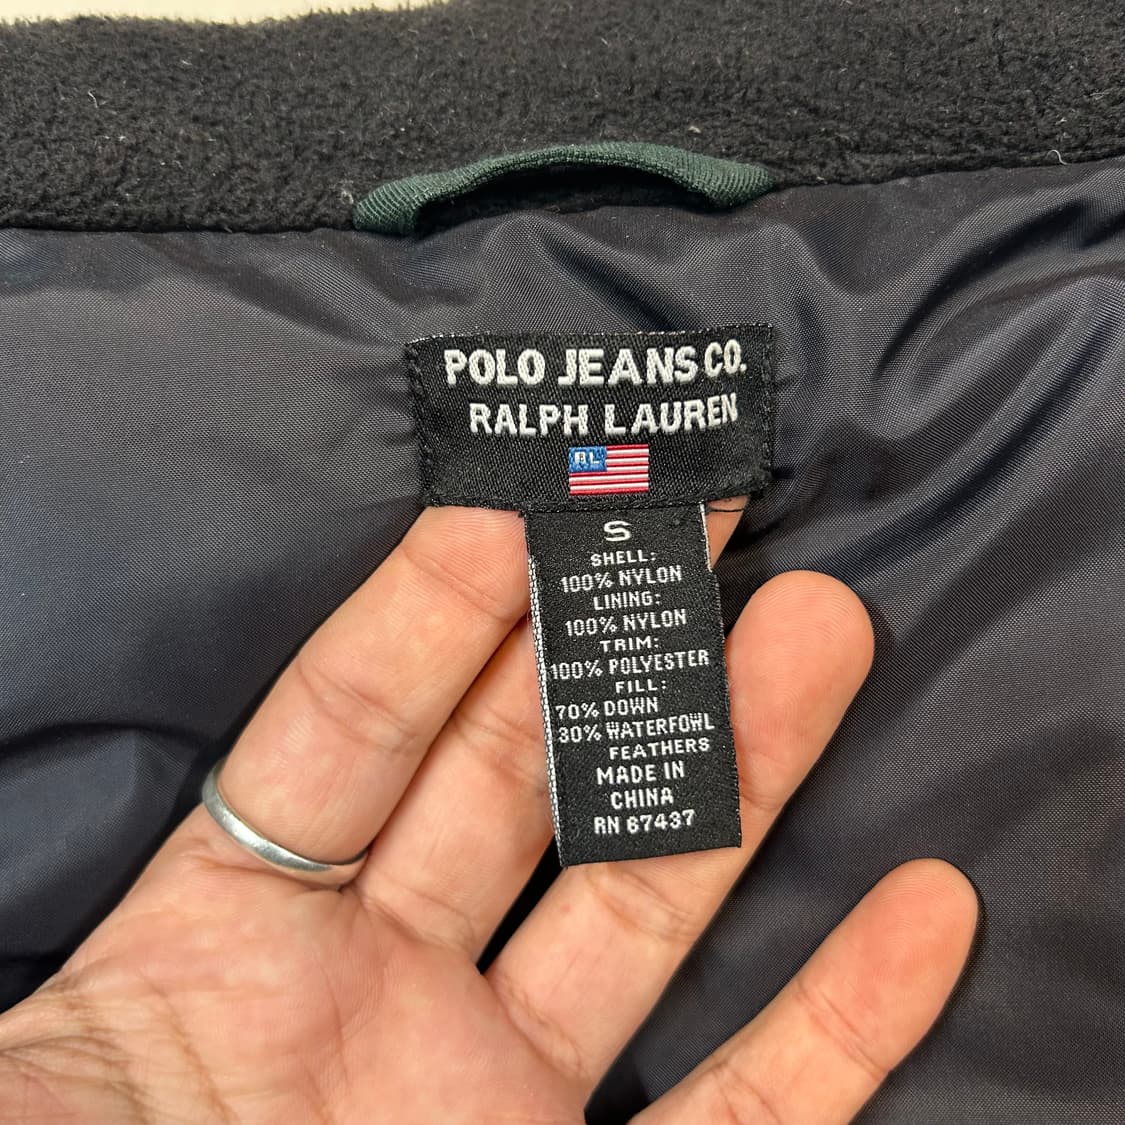 POLO JEANS CO.
RALPH LAUREN
RL
S
SHELL:
100% NYLON
LINING:
100% NYLON
TRIM:
100% POLYESTER
FILL:
70% DOWN
30% WATERFOWL
FEATHERS
MADE IN
CHINA
RN 67437